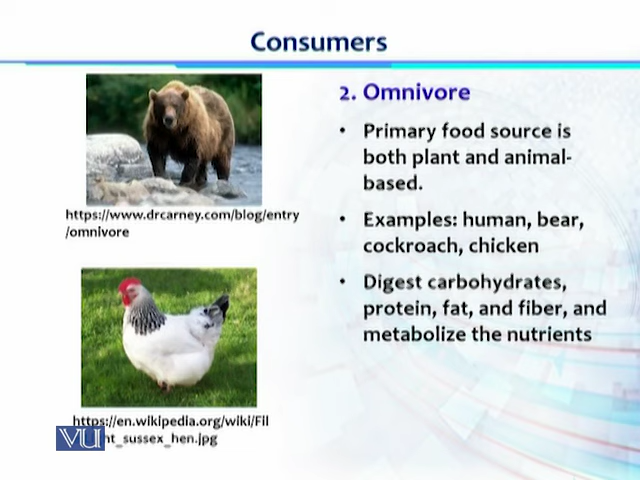 Consumers
https://www.drcarney.com/blog/entry
/omnivore
https://en.wikipedia.org/wiki/Fil
VU nt_sussex_hen.jpg
2. Omnivore
• Primary food source is
both plant and animal-
based.
• Examples: human, bear,
cockroach, chicken
• Digest carbohydrates,
protein, fat, and fiber, and
metabolize the nutrients